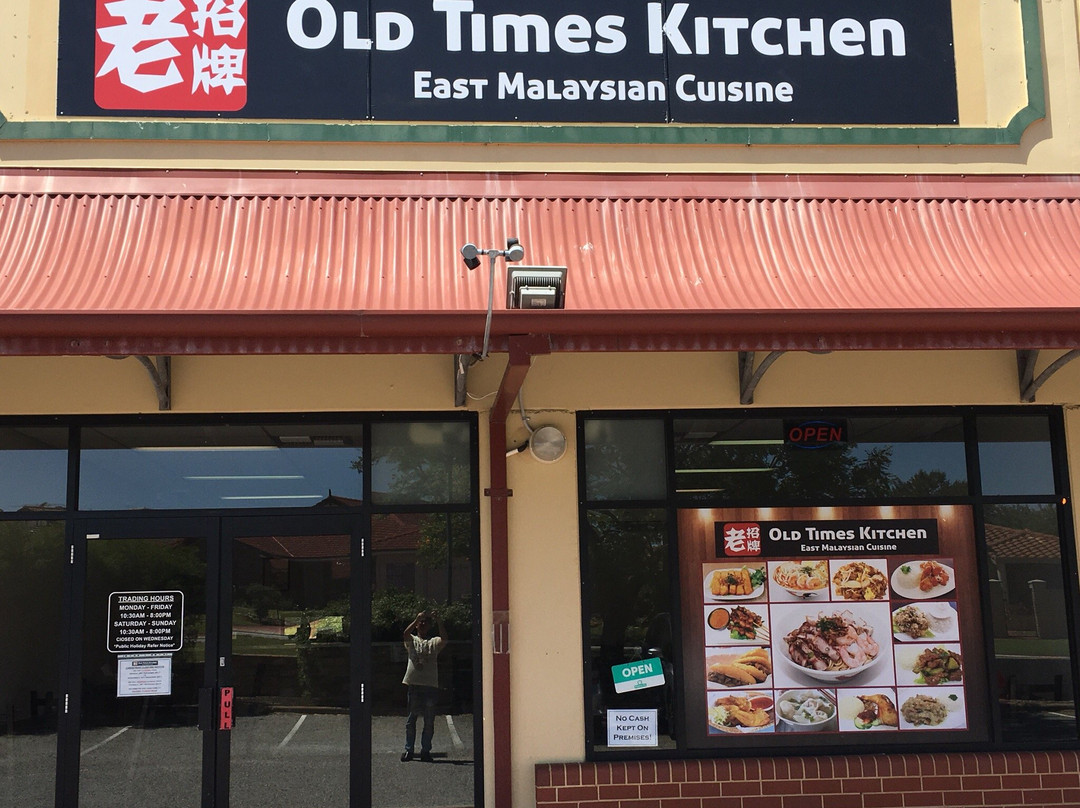 老招牌
OLD TIMES KITCHEN
EAST MALAYSIAN CUISINE
OPEN
老招牌
OLD TIMES KITCHEN
EAST MALAYSIAN CUISINE
TRADING HOURS
MONDAY - FRIDAY
10:30AM - 8:00PM
SATURDAY - SUNDAY
10:30AM - 8:00PM
CLOSED ON WEDNESDAY
*Public Holiday Refer Notice*
PULL
OPEN
NO CASH
KEPT ON
PREMISES!